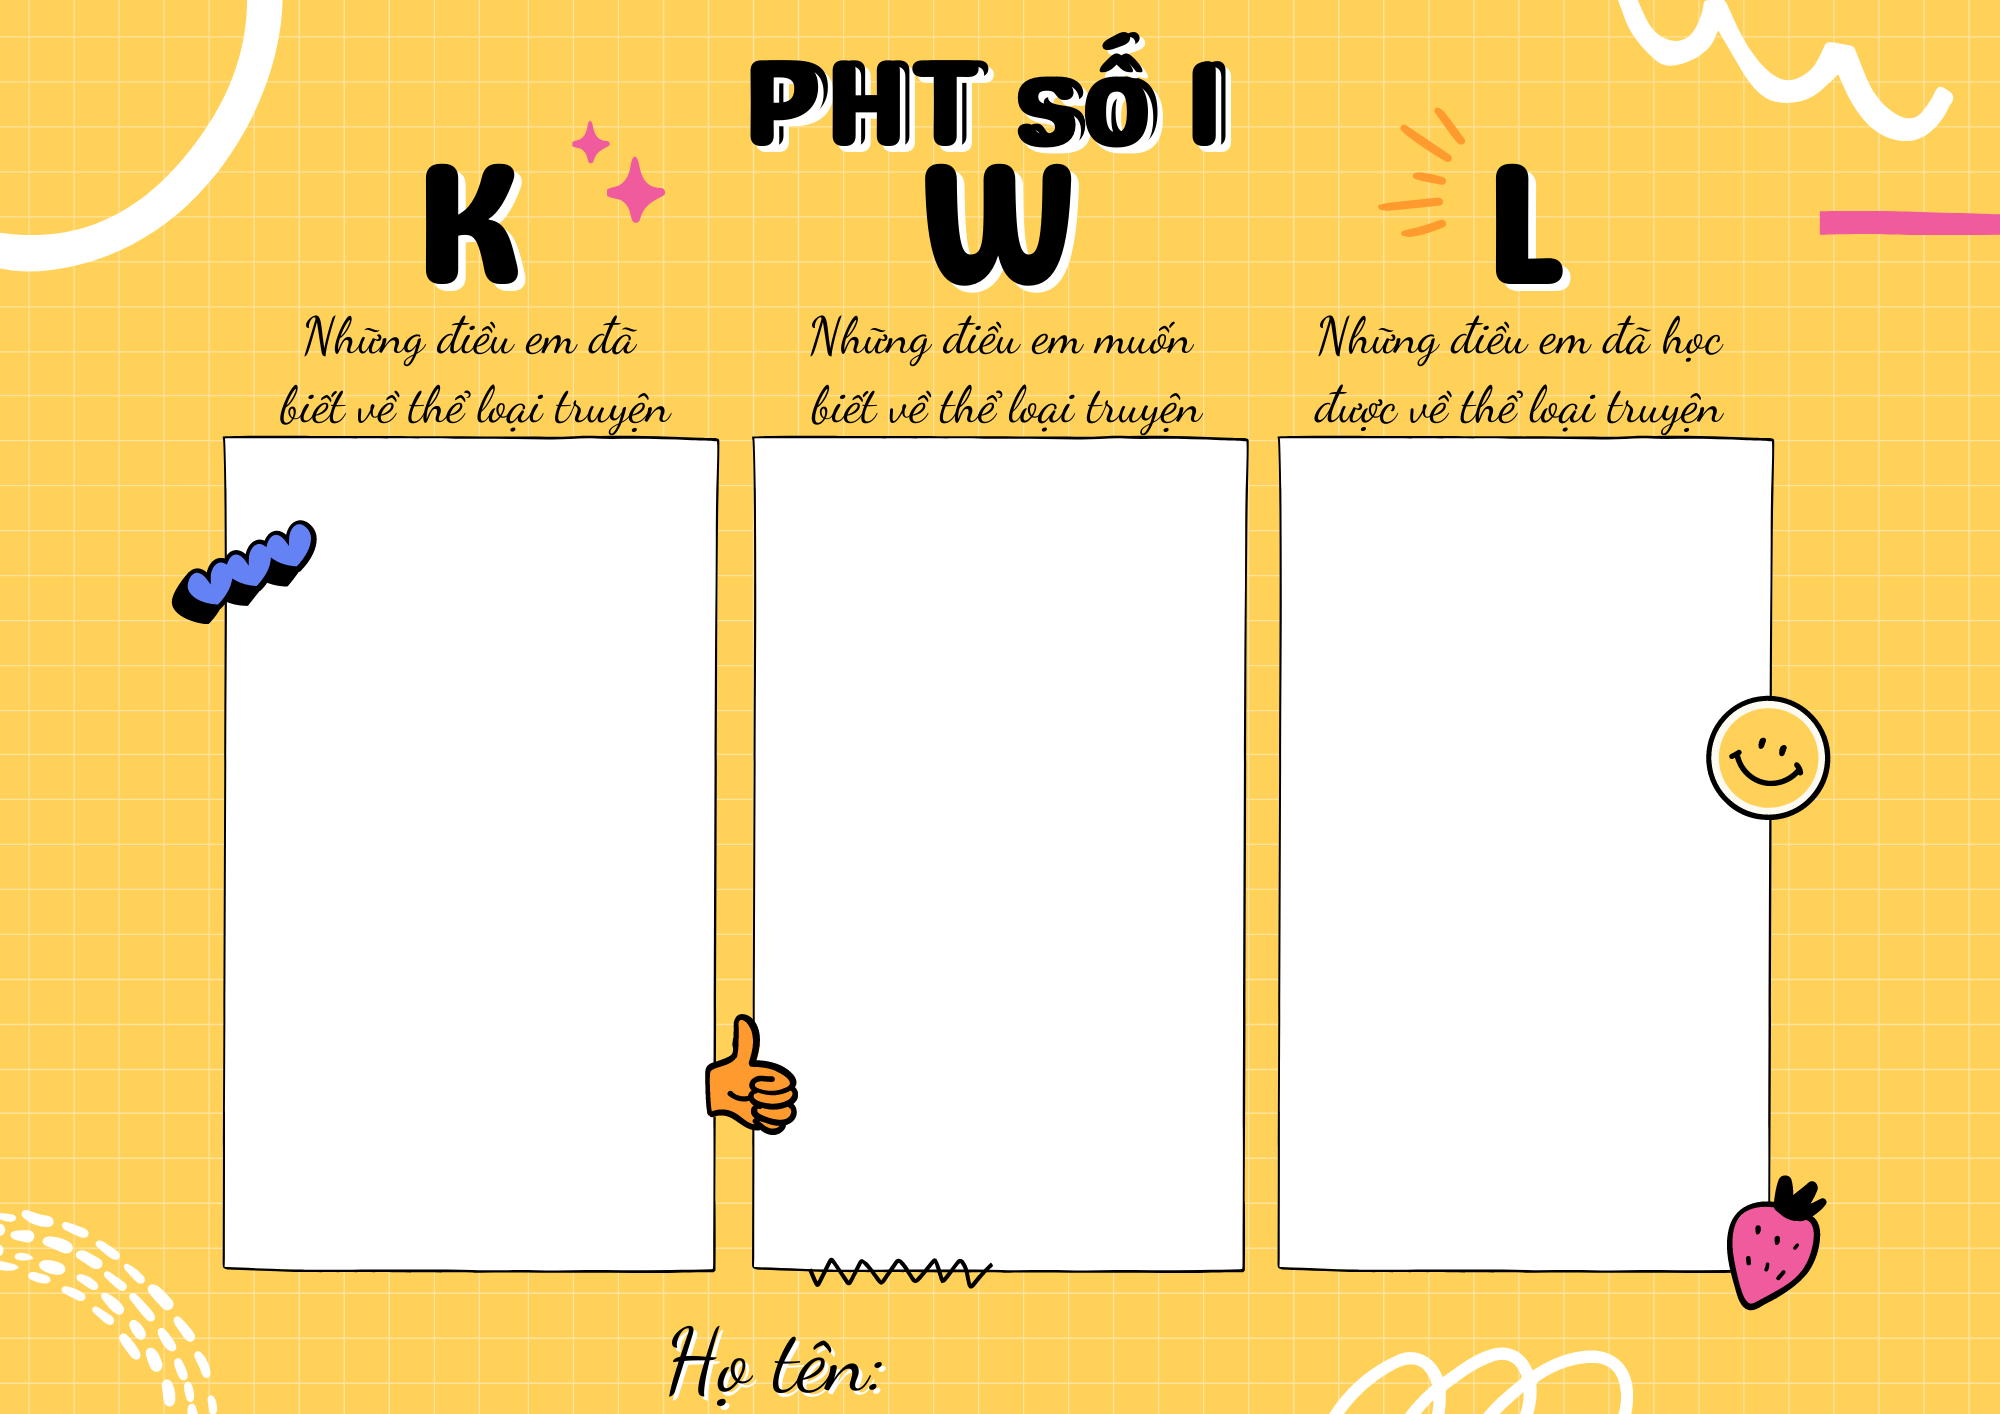 PHT số 1
K
W
L
Những điều em đã
biết về thể loại truyện
Những điều em muốn
biết về thể loại truyện
Những điều em đã học
được về thể loại truyện
Họ tên: